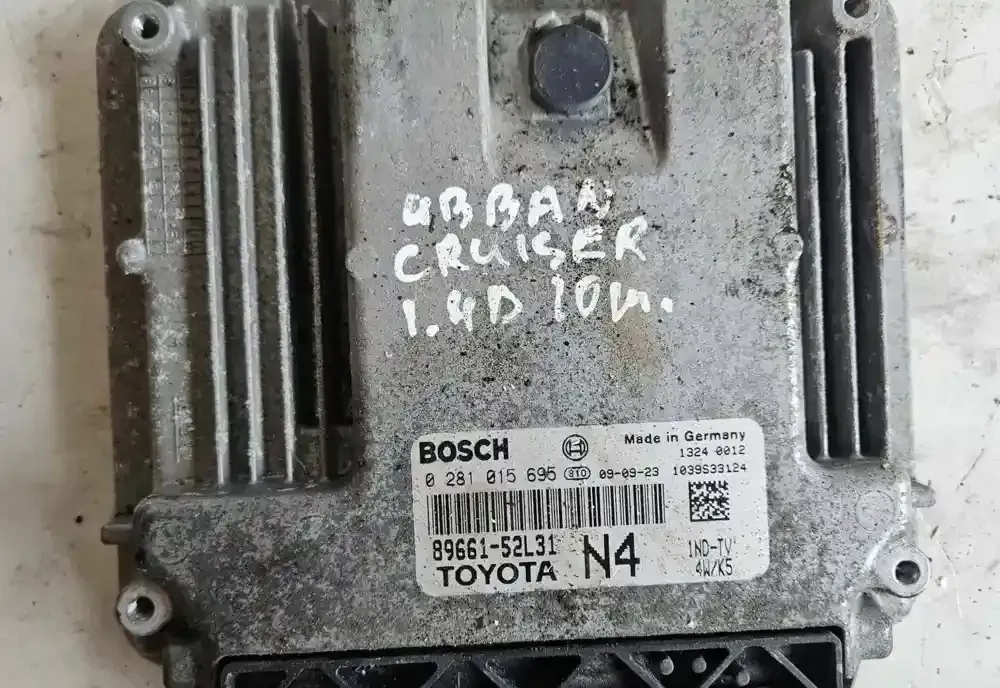 URBAN
CRUISER
1.4D 10M.
BOSCH Made in Germany
1324 0012
0 281 015 695 810 09-09-23 1039S33124
89661-52L31 N4 1ND-TV
TOYOTA 4W/K5